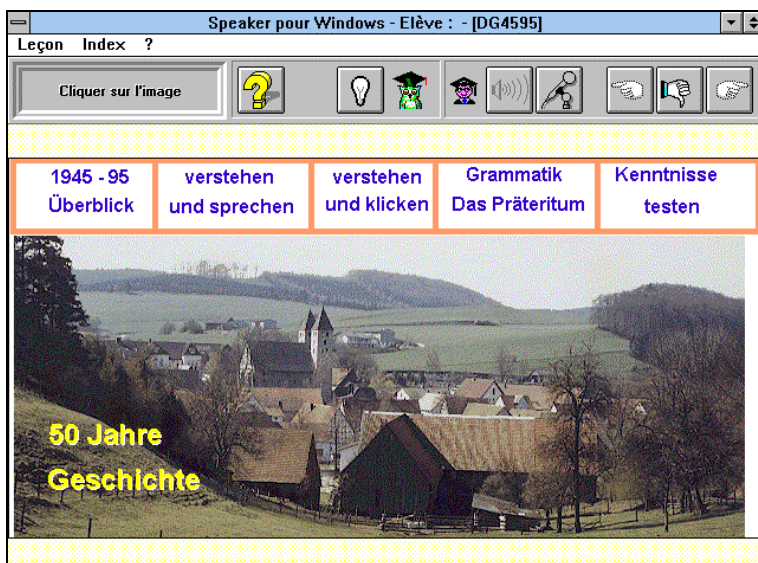 Speaker pour Windows - Elève :  - [DG4595]
Leçon Index ?
Cliquer sur l'image
1945 - 95
Überblick
verstehen
und sprechen
verstehen
und klicken
Grammatik
Das Präteritum
Kenntnisse
testen
50 Jahre
Geschichte